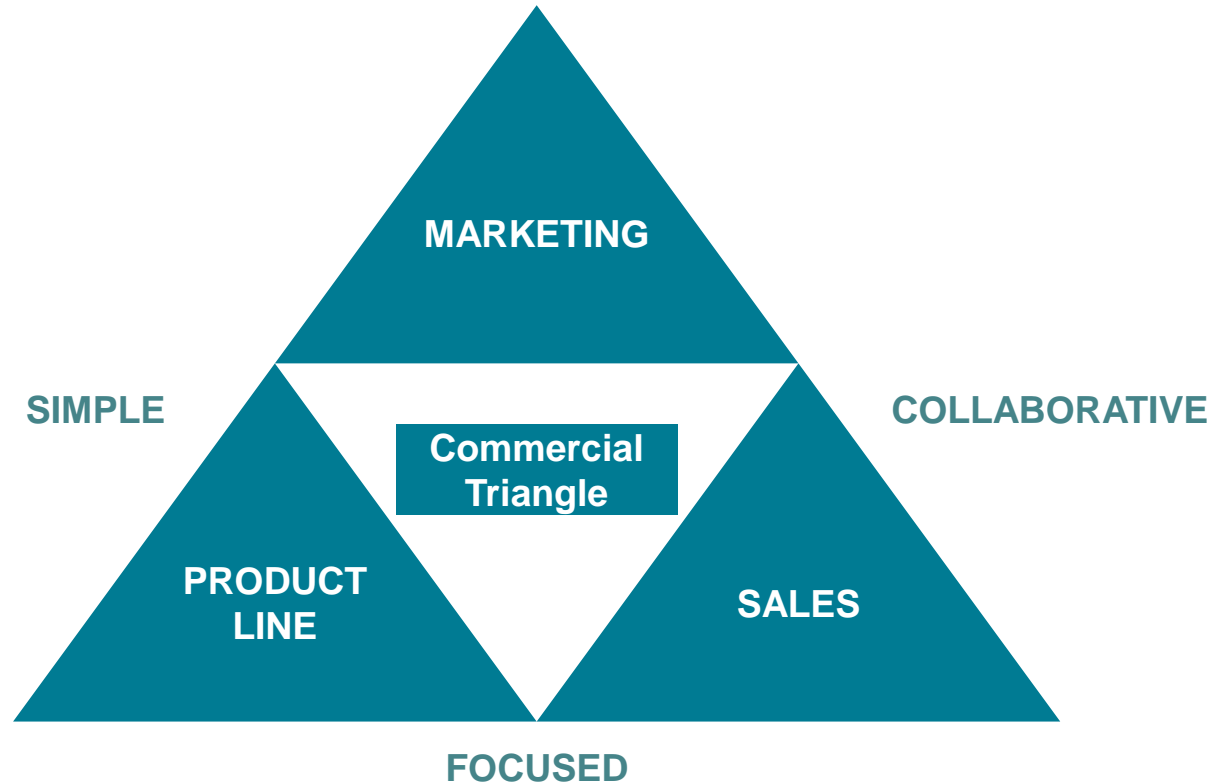 MARKETING
SIMPLE
COLLABORATIVE
Commercial
Triangle
PRODUCT
LINE
SALES
FOCUSED